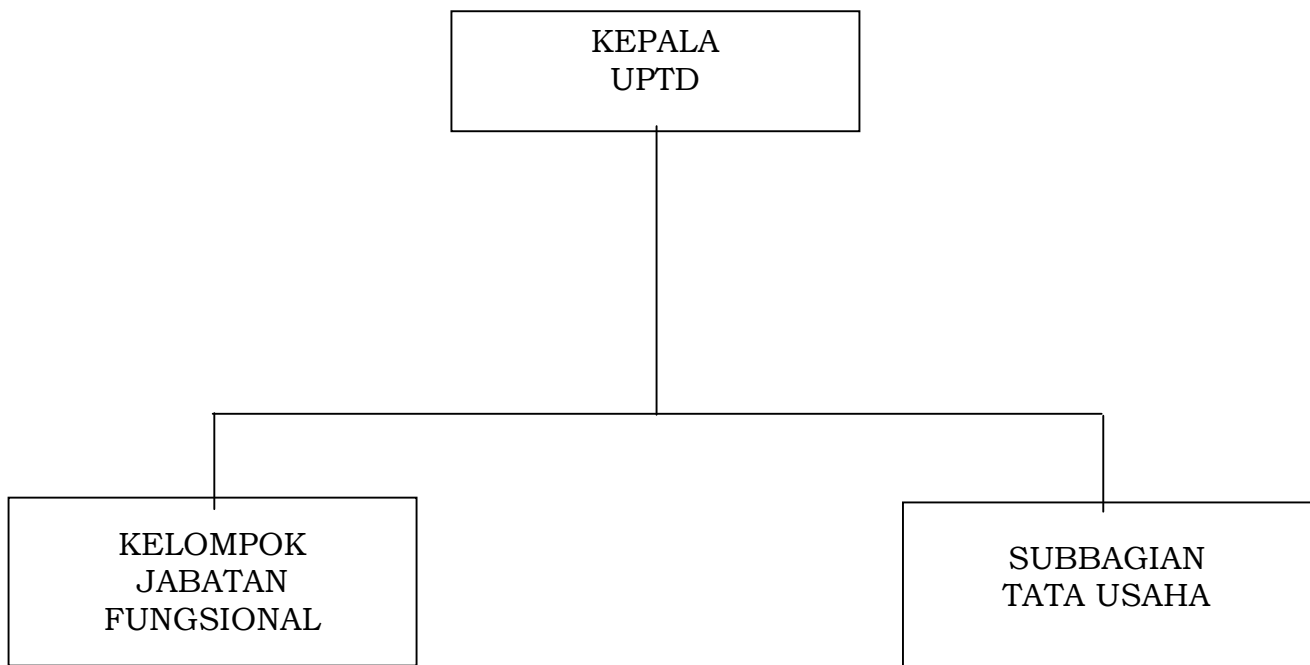 KEPALA
UPTD
KELOMPOK
JABATAN
FUNGSIONAL
SUBBAGIAN
TATA USAHA